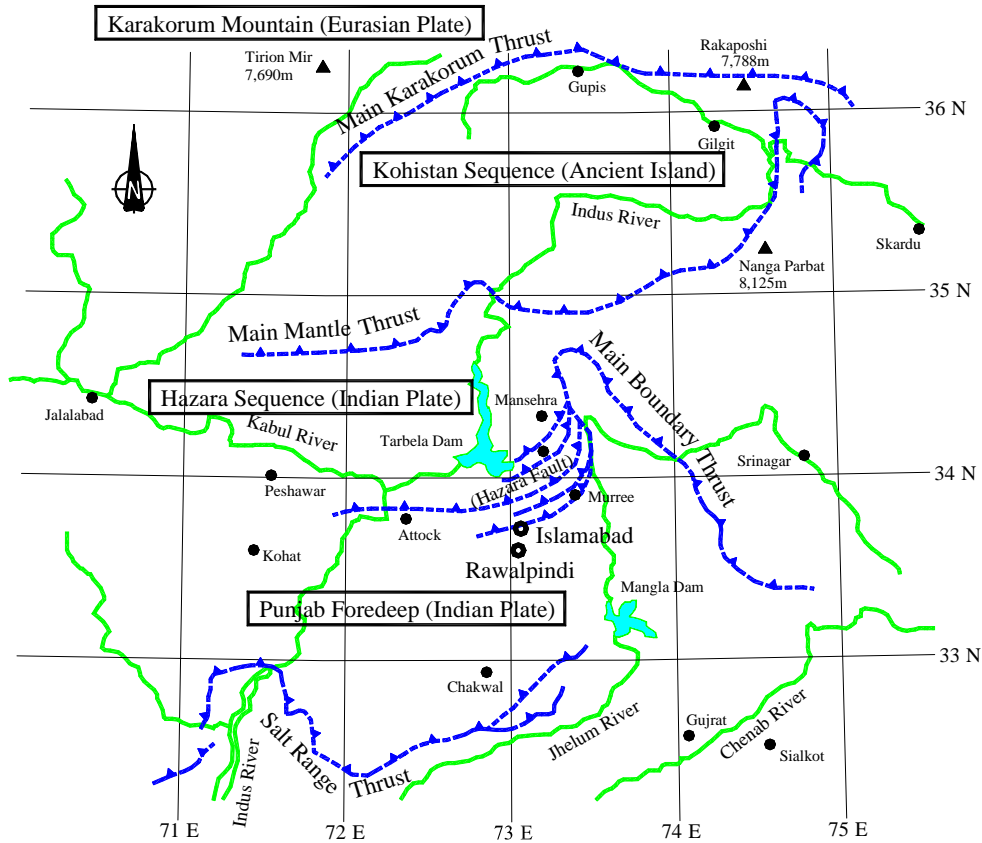 Karakorum Mountain (Eurasian Plate)
Tirion Mir
7,690m
Main Karakorum Thrust
Rakaposhi
7,788m
Gupis
36 N
Gilgit
Kohistan Sequence (Ancient Island)
N
Indus River
Skardu
Nanga Parbat
8,125m
35 N
Main Mantle Thrust
Main Boundary Thrust
Hazara Sequence (Indian Plate)
Mansehra
Jalalabad
Kabul River
Tarbela Dam
Srinagar
34 N
(Hazara Fault)
Peshawar
Murree
Attock
Islamabad
Kohat
Rawalpindi
Mangla Dam
Punjab Foredeep (Indian Plate)
33 N
Chakwal
Salt Range Thrust
Jhelum River
Gujrat
Chenab River
Sialkot
Indus River
71 E
72 E
73 E
74 E
75 E